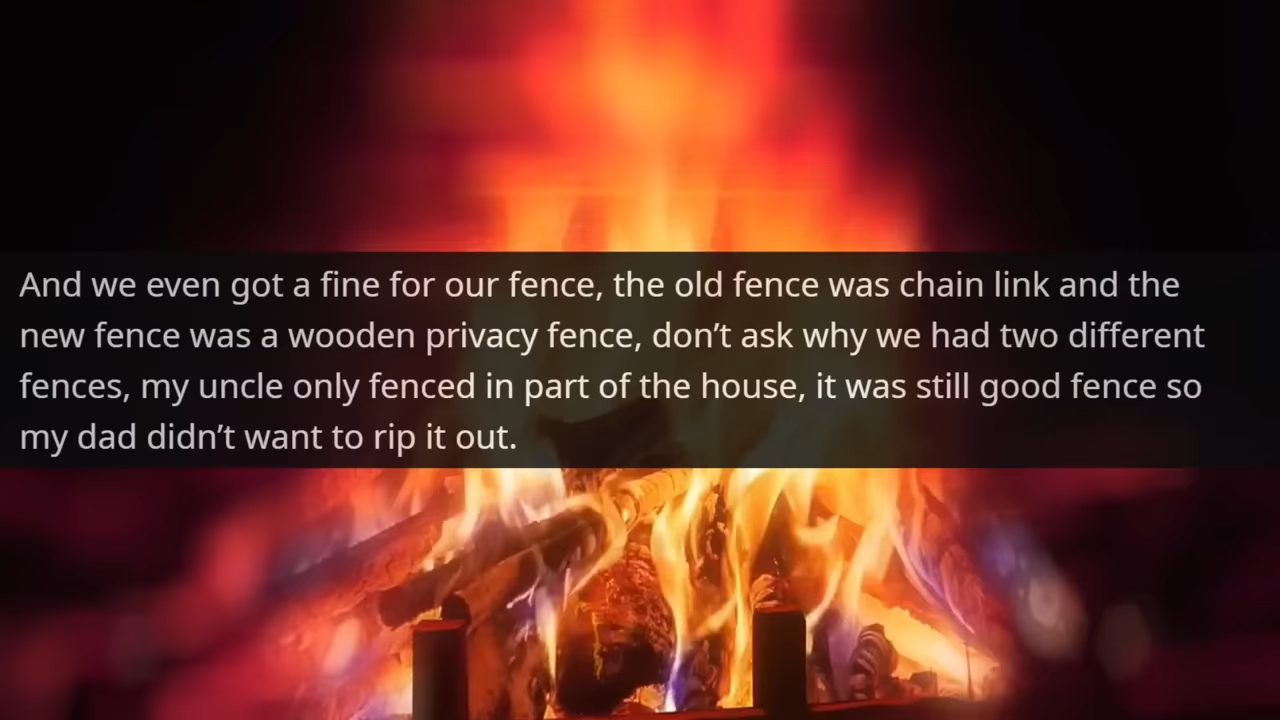 And we even got a fine for our fence, the old fence was chain link and the
new fence was a wooden privacy fence, don’t ask why we had two different
fences, my uncle only fenced in part of the house, it was still good fence so
my dad didn’t want to rip it out.